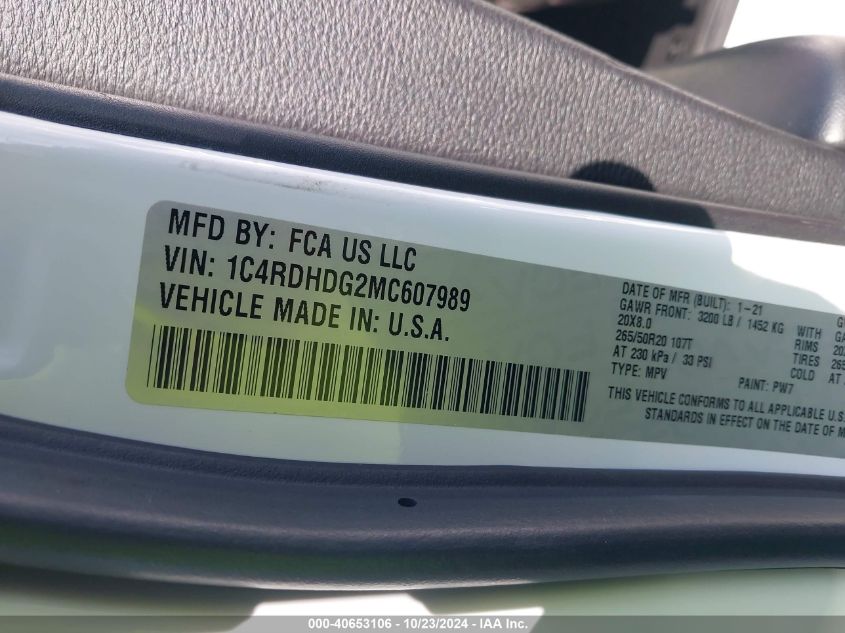 MFD BY: FCA US LLC
VIN: 1C4RDHDG2MC607989
VEHICLE MADE IN: U.S.A.
DATE OF MFR (BUILT): 1-21
GAWR FRONT: 3200 LB / 1452 KG WITH
20X8.0 RIMS
265/50R20 107T TIRES
AT 230 kPa / 33 PSI COLD
TYPE: MPV PAINT: PW7
THIS VEHICLE CONFORMS TO ALL APPLICABLE U.S.
STANDARDS IN EFFECT ON THE DATE OF
000-40653106 - 10/23/2024 - IAA Inc.